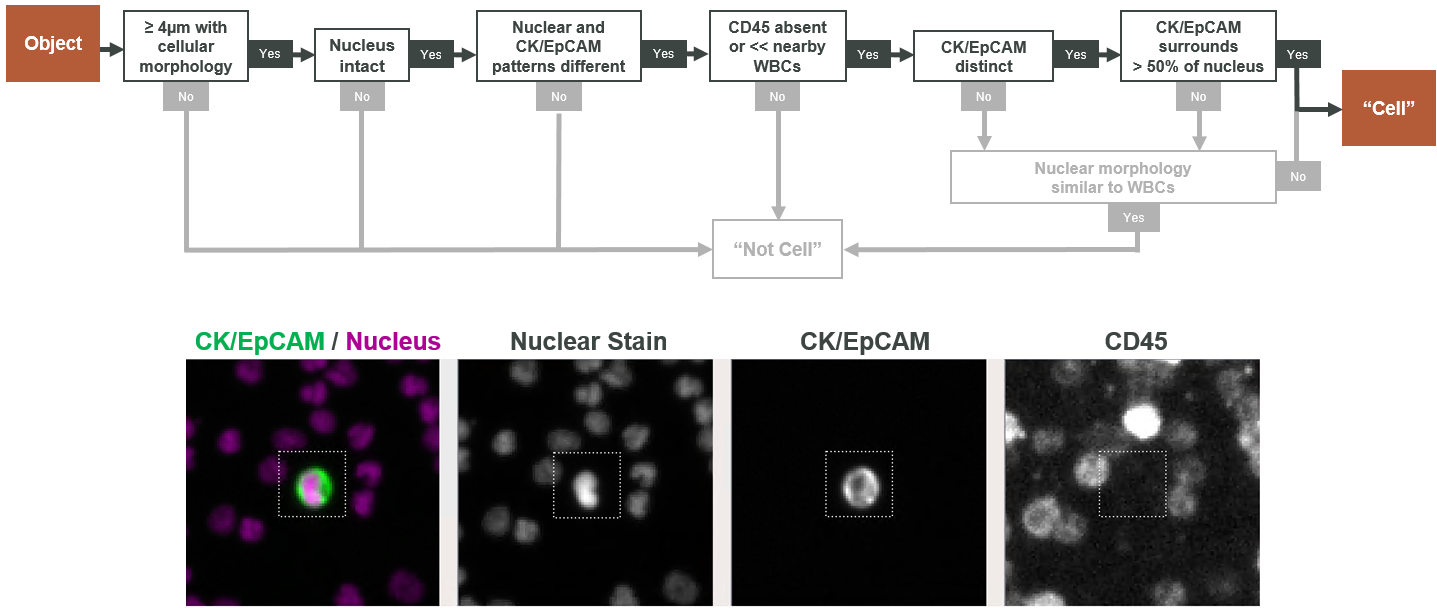 Object
≥ 4μm with
cellular
morphology
Yes
Nucleus
intact
Yes
Nuclear and
CK/EpCAM
patterns different
Yes
CD45 absent
or << nearby
WBCs
Yes
CK/EpCAM
distinct
Yes
CK/EpCAM
surrounds
> 50% of nucleus
Yes
“Cell”
No
No
No
No
No
No
Nuclear morphology
similar to WBCs
No
Yes
“Not Cell”
CK/EpCAM / Nucleus
Nuclear Stain
CK/EpCAM
CD45